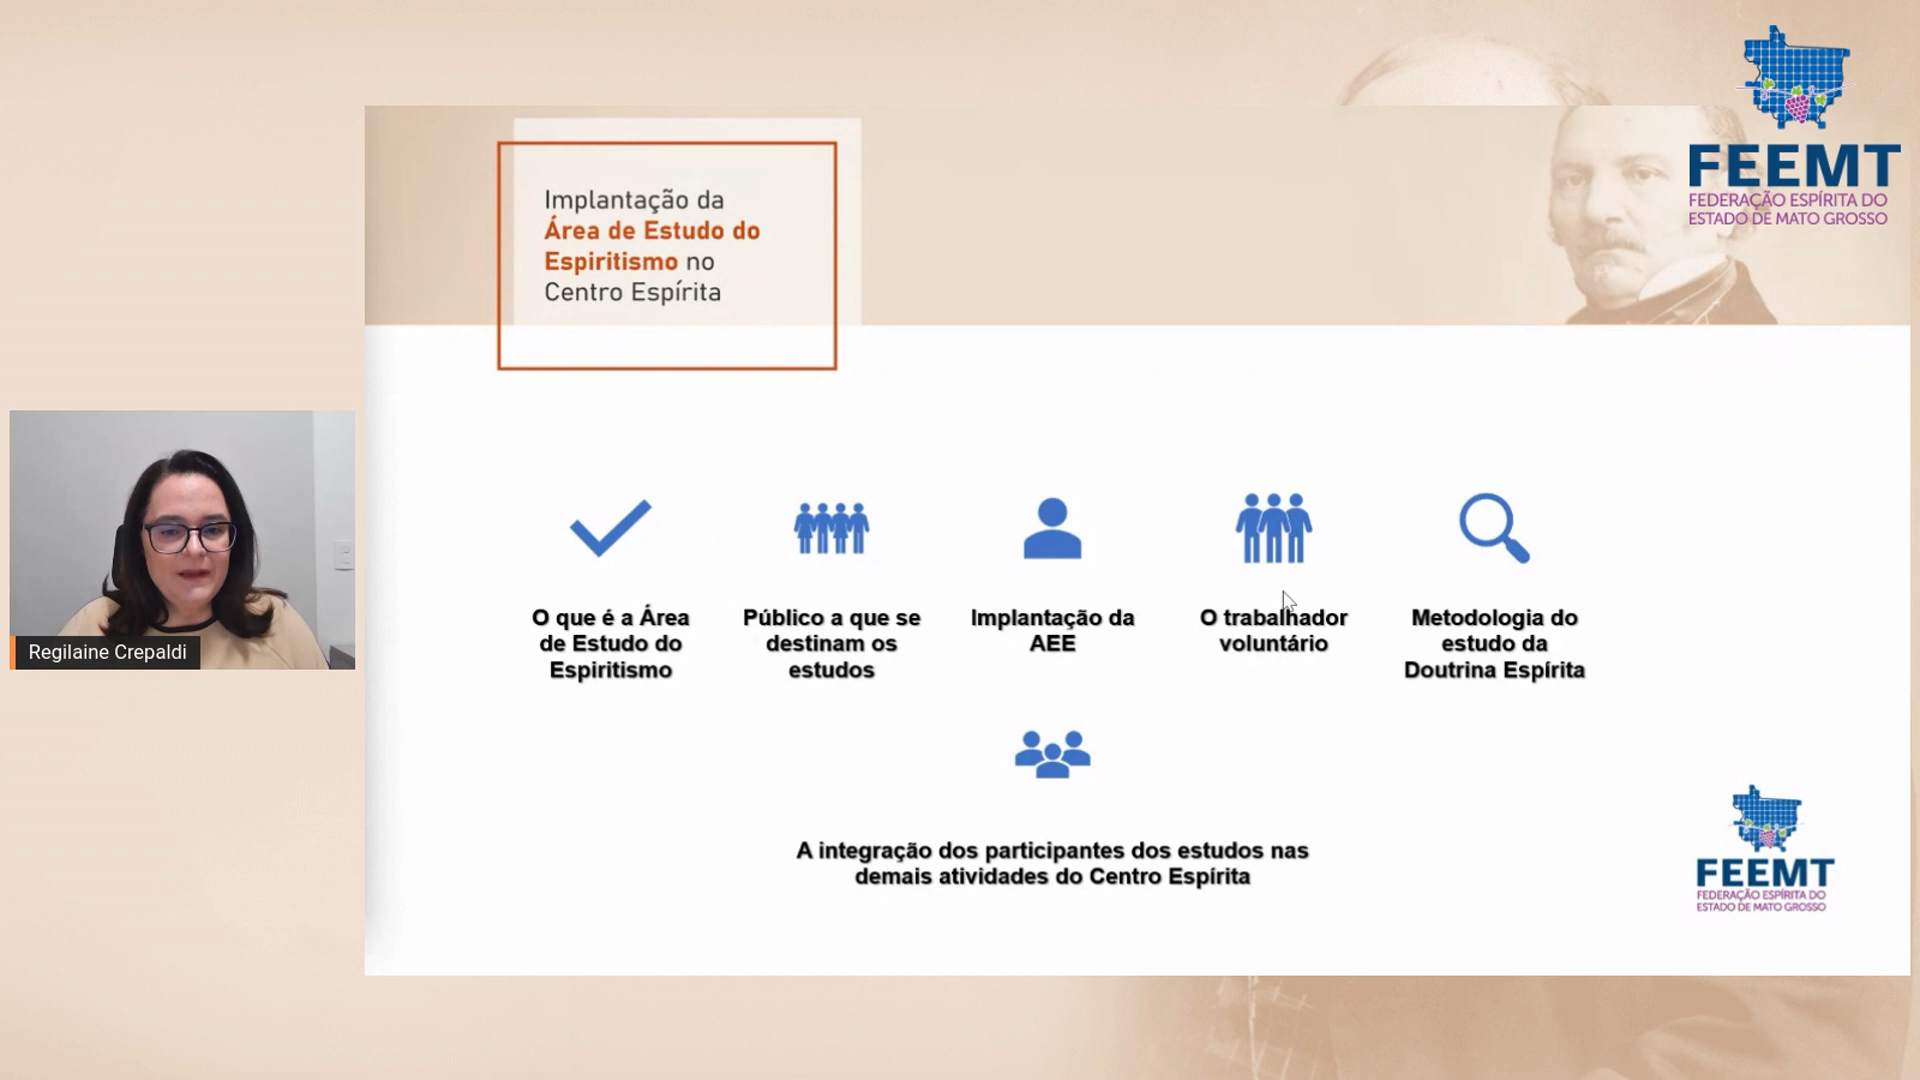 FEEMT
FEDERAÇÃO ESPÍRITA DO
ESTADO DE MATO GROSSO
Implantação da
Área de Estudo do
Espiritismo no
Centro Espírita
Regilaine Crepaldi
O que é a Área
de Estudo do
Espiritismo
Público a que se
destinam os
estudos
Implantação da
AEE
O trabalhador
voluntário
Metodologia do
estudo da
Doutrina Espírita
A integração dos participantes dos estudos nas
demais atividades do Centro Espírita
FEEMT
FEDERAÇÃO ESPÍRITA DO
ESTADO DE MATO GROSSO